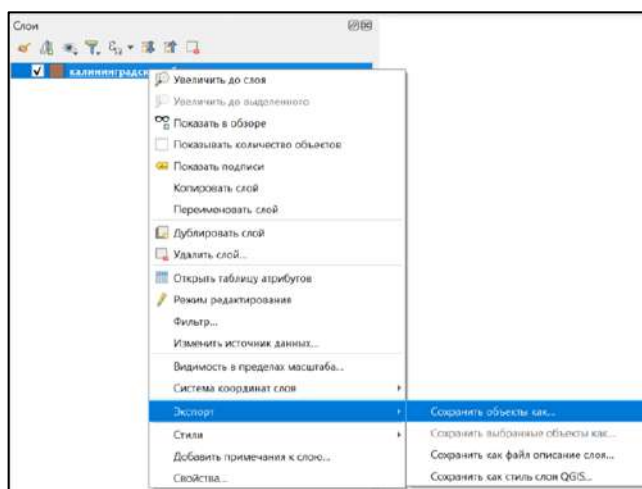 Слои
калининградск
Увеличить до слоя
Увеличить до выделенного
Показать в обзоре
Показывать количество объектов
Показать подписи
Копировать слой
Переименовать слой
Дублировать слой
Удалить слой...
Открыть таблицу атрибутов
Режим редактирования
Фильтр...
Изменить источник данных...
Видимость в пределах масштаба...
Система координат слоя
Экспорт
Сохранить объекты как...
Стили
Сохранить выбранные объекты как...
Добавить примечания к слою...
Сохранить как файл описание слоя...
Свойства...
Сохранить как стиль слоя QGIS...